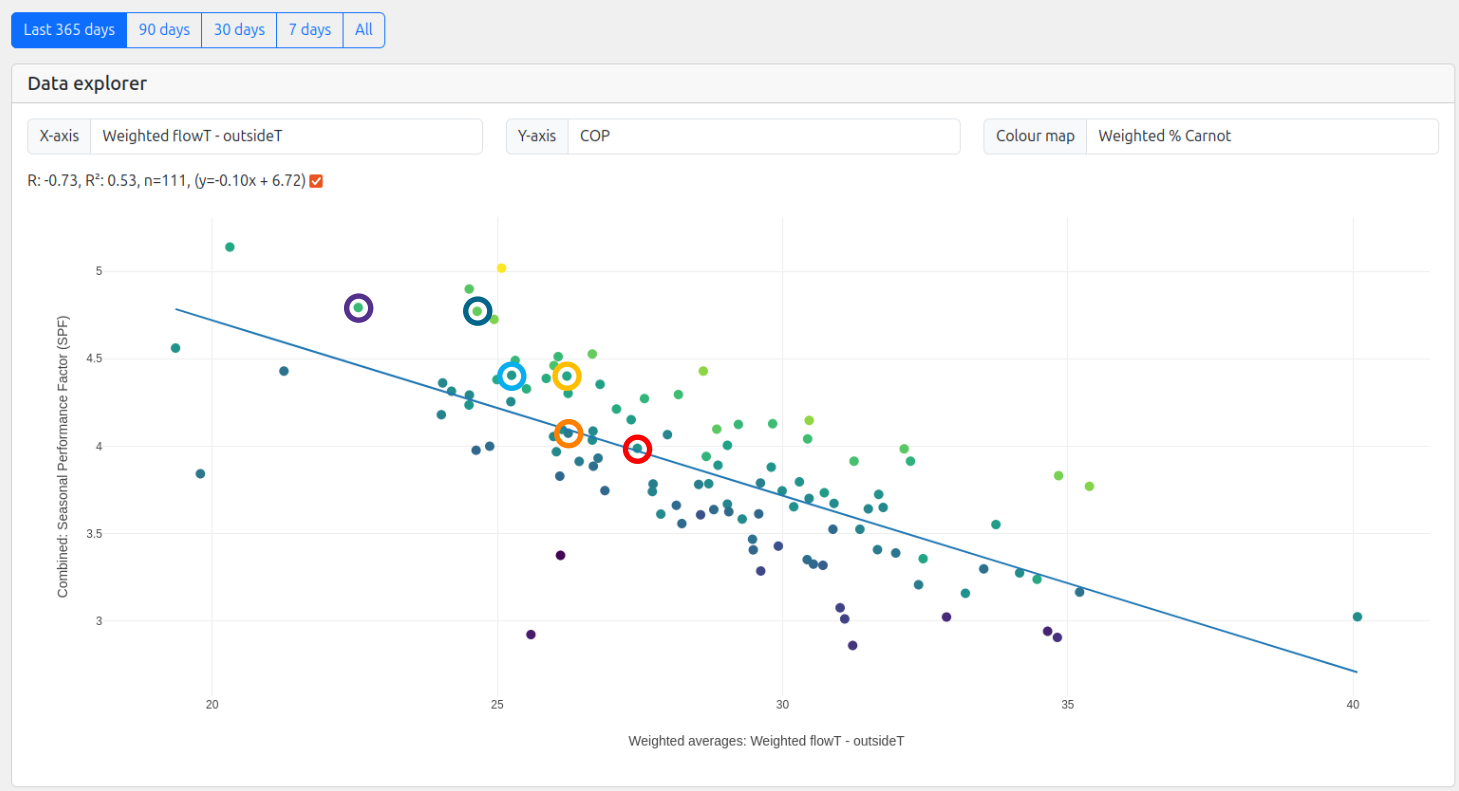 Last 365 days 90 days 30 days 7 days All
Data explorer
X-axis Weighted flowT - outsideT Y-axis COP Colour map Weighted % Carnot
R: -0.73, R²: 0.53, n=111, (y=-0.10x + 6.72)
Combined: Seasonal Performance Factor (SPF)
5
4.5
4
3.5
3
20 25 30 35 40
Weighted averages: Weighted flowT - outsideT